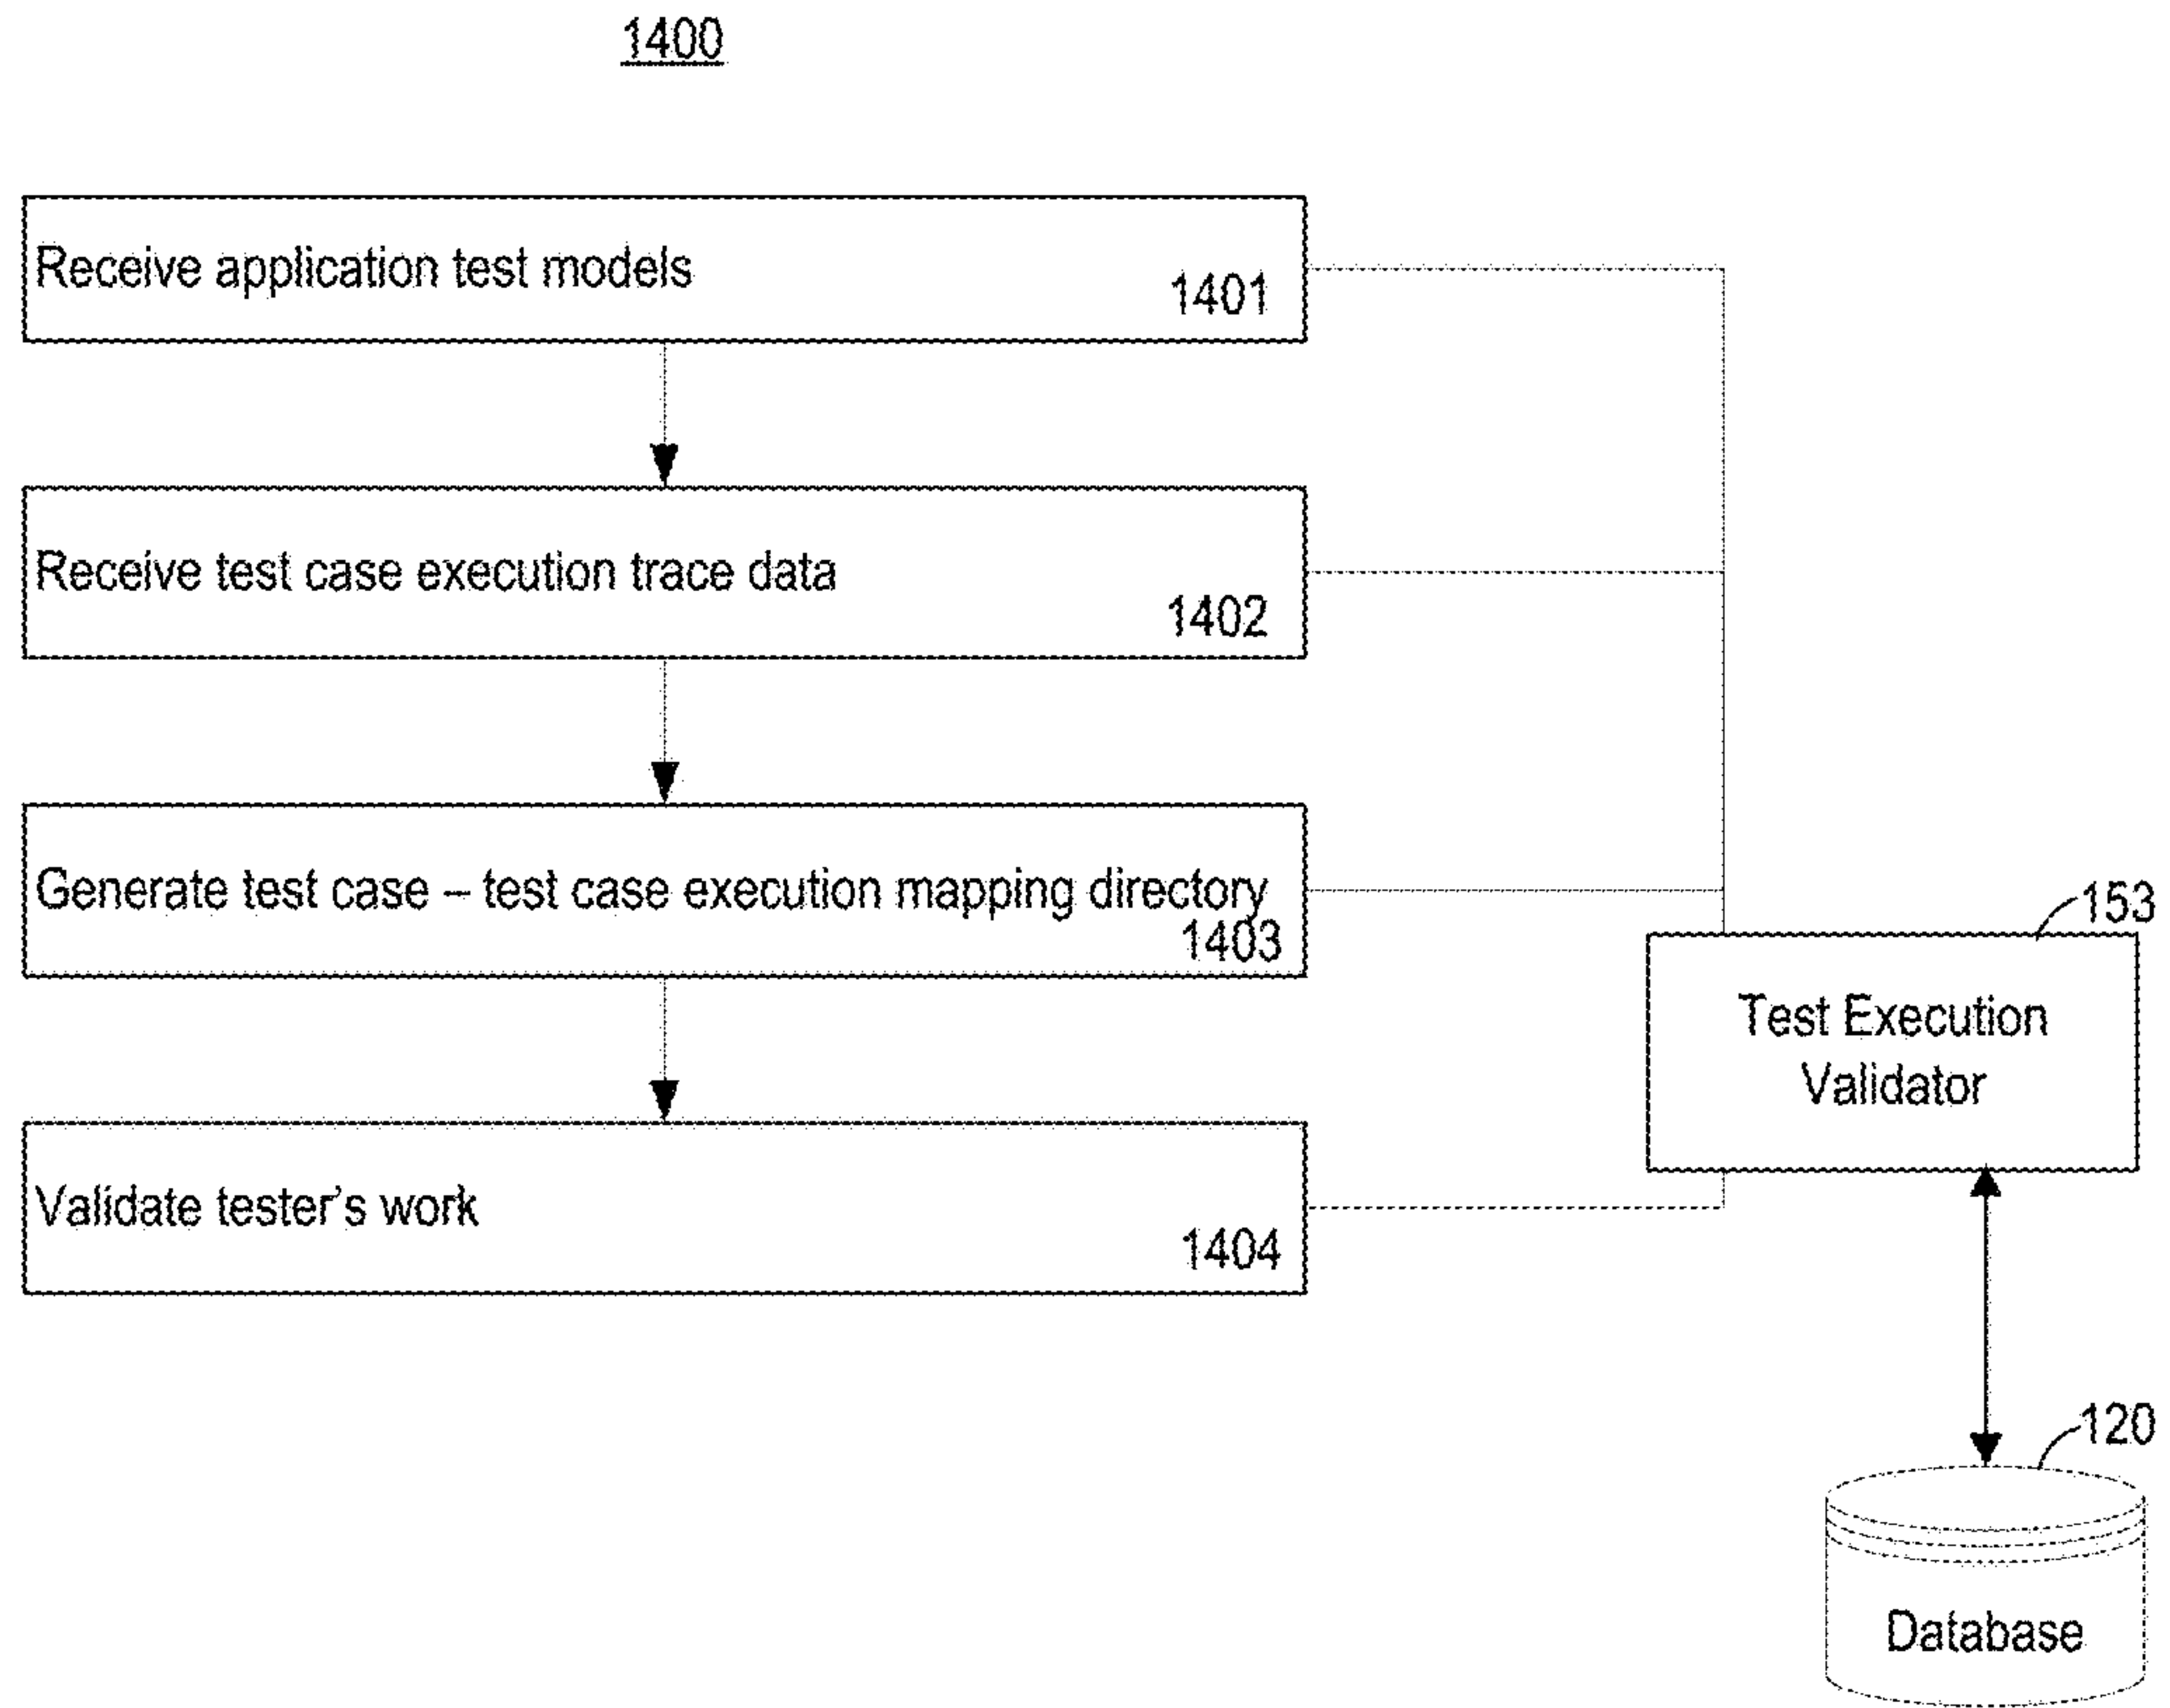 1400
Receive application test models
1401
Receive test case execution trace data
1402
Generate test case – test case execution mapping directory
1403
153
Test Execution
Validator
Validate tester's work
1404
120
Database